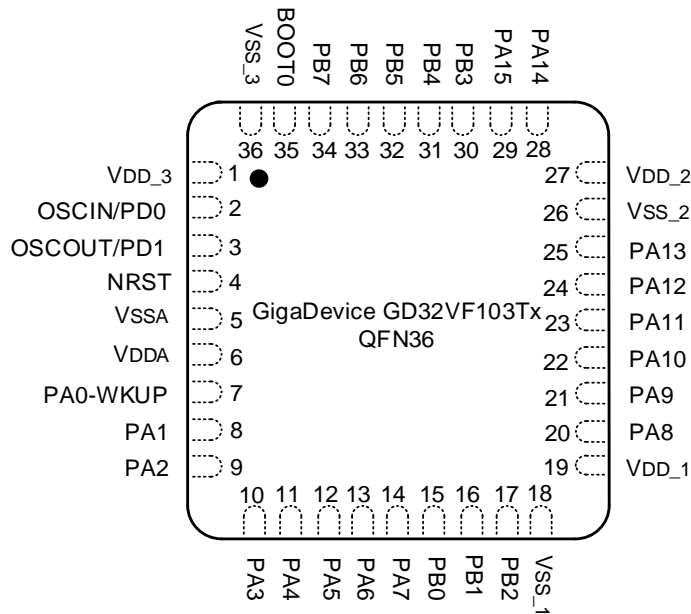 VSS_3
BOOT0
PB7
PB6
PB5
PB4
PB3
PA15
PA14
36 35 34 33 32 31 30 29 28
VDD_3 1
OSCIN/PD0 2
OSCOUT/PD1 3
NRST 4
VSSA 5
VDDA 6
PA0-WKUP 7
PA1 8
PA2 9
GigaDevice GD32VF103Tx
QFN36
27 VDD_2
26 VSS_2
25 PA13
24 PA12
23 PA11
22 PA10
21 PA9
20 PA8
19 VDD_1
10 11 12 13 14 15 16 17 18
PA3
PA4
PA5
PA6
PA7
PB0
PB1
PB2
VSS_1